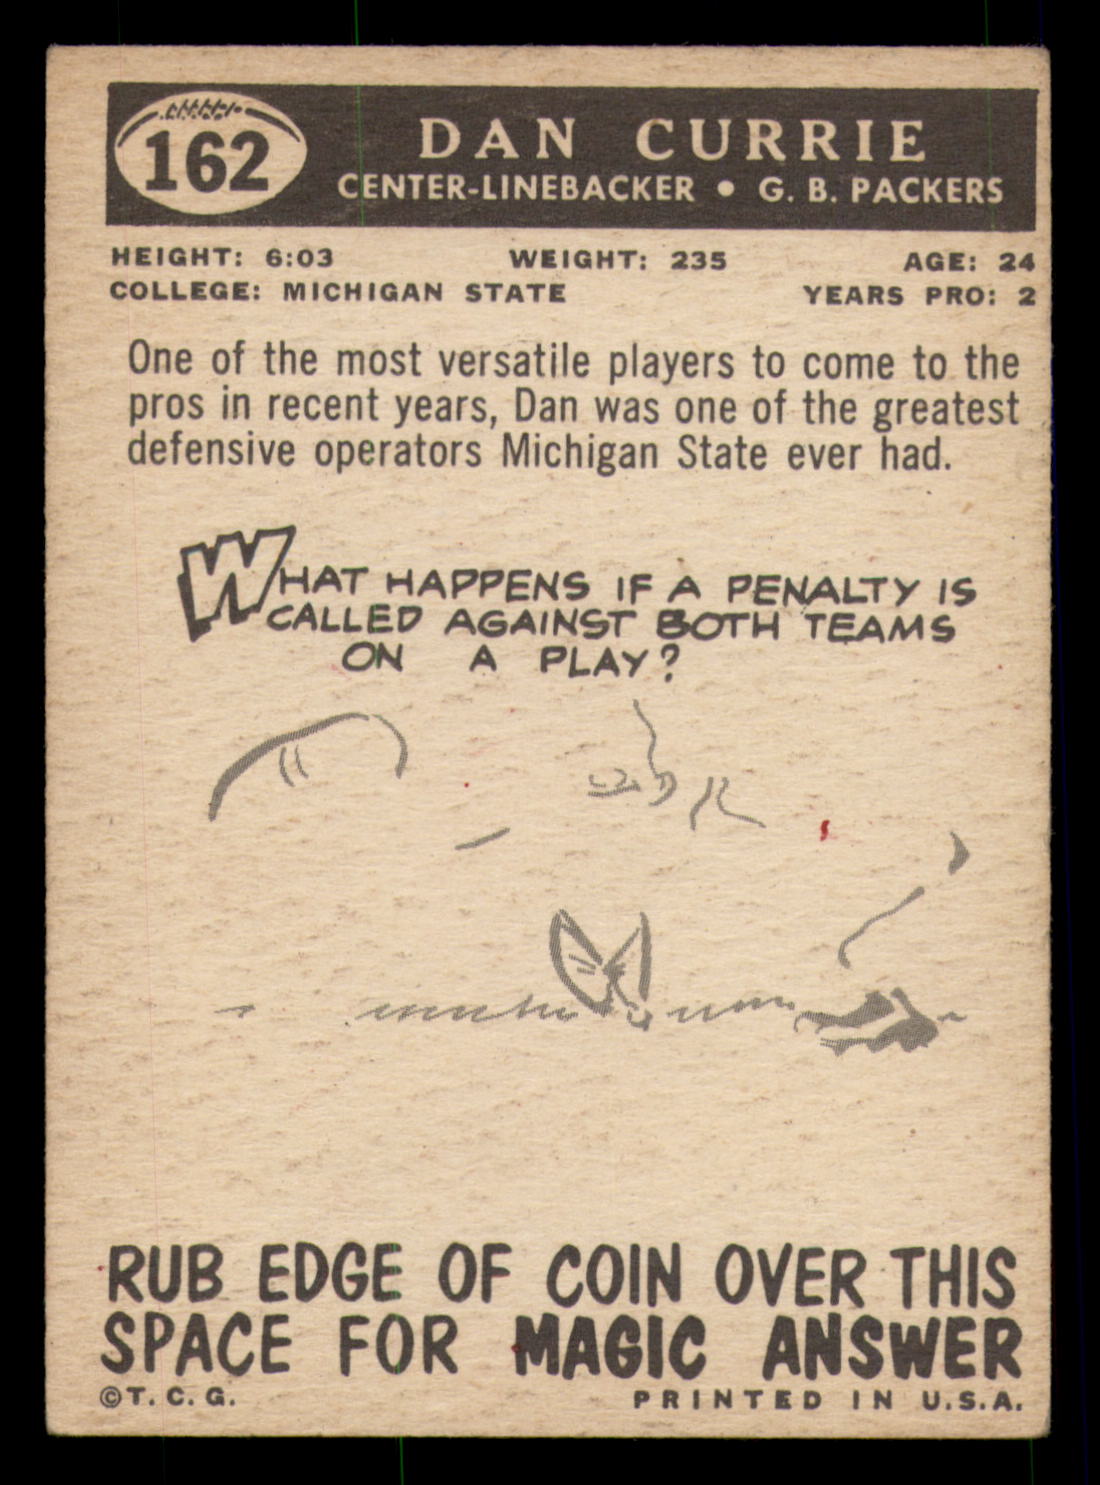 162
DAN CURRIE
CENTER-LINEBACKER • G. B. PACKERS
HEIGHT: 6:03 WEIGHT: 235 AGE: 24
COLLEGE: MICHIGAN STATE YEARS PRO: 2
One of the most versatile players to come to the
pros in recent years, Dan was one of the greatest
defensive operators Michigan State ever had.
WHAT HAPPENS IF A PENALTY IS
CALLED AGAINST BOTH TEAMS
ON A PLAY?
RUB EDGE OF COIN OVER THIS
SPACE FOR MAGIC ANSWER
©T. C. G. PRINTED IN U.S.A.